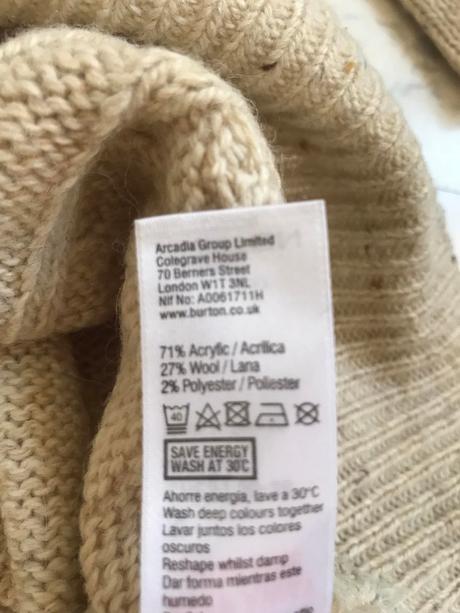 Arcadia Group Limited
Colegrave House
70 Berners Street
London W1T 3NL
Nif No: A0061711H
www.burton.co.uk
71% Acrylic / Acrilica
27% Wool / Lana
2% Polyester / Poliester
40
SAVE ENERGY
WASH AT 30°C
Ahorre energia, lave a 30°C
Wash deep colours together
Lavar juntos los colores
oscuros
Reshape whilst damp
Dar forma mientras este
humedo